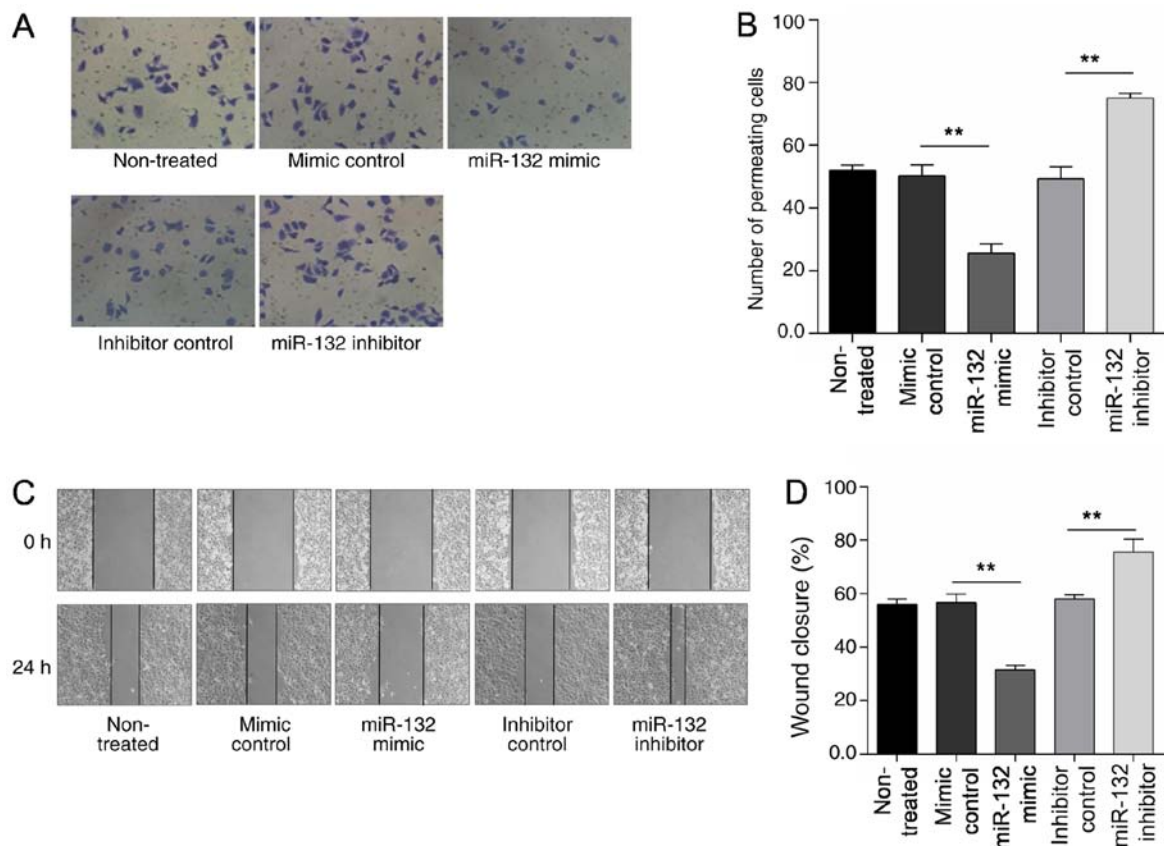 A
Non-treated
Mimic control
miR-132 mimic
Inhibitor control
miR-132 inhibitor
B
Number of permeating cells
100
80
60
40
20
0.0
**
**
Non-
treated
Mimic
control
miR-132
mimic
Inhibitor
control
miR-132
inhibitor
C
0 h
24 h
Non-
treated
Mimic
control
miR-132
mimic
Inhibitor
control
miR-132
inhibitor
D
Wound closure (%)
100
80
60
40
20
0.0
**
**
Non-
treated
Mimic
control
miR-132
mimic
Inhibitor
control
miR-132
inhibitor